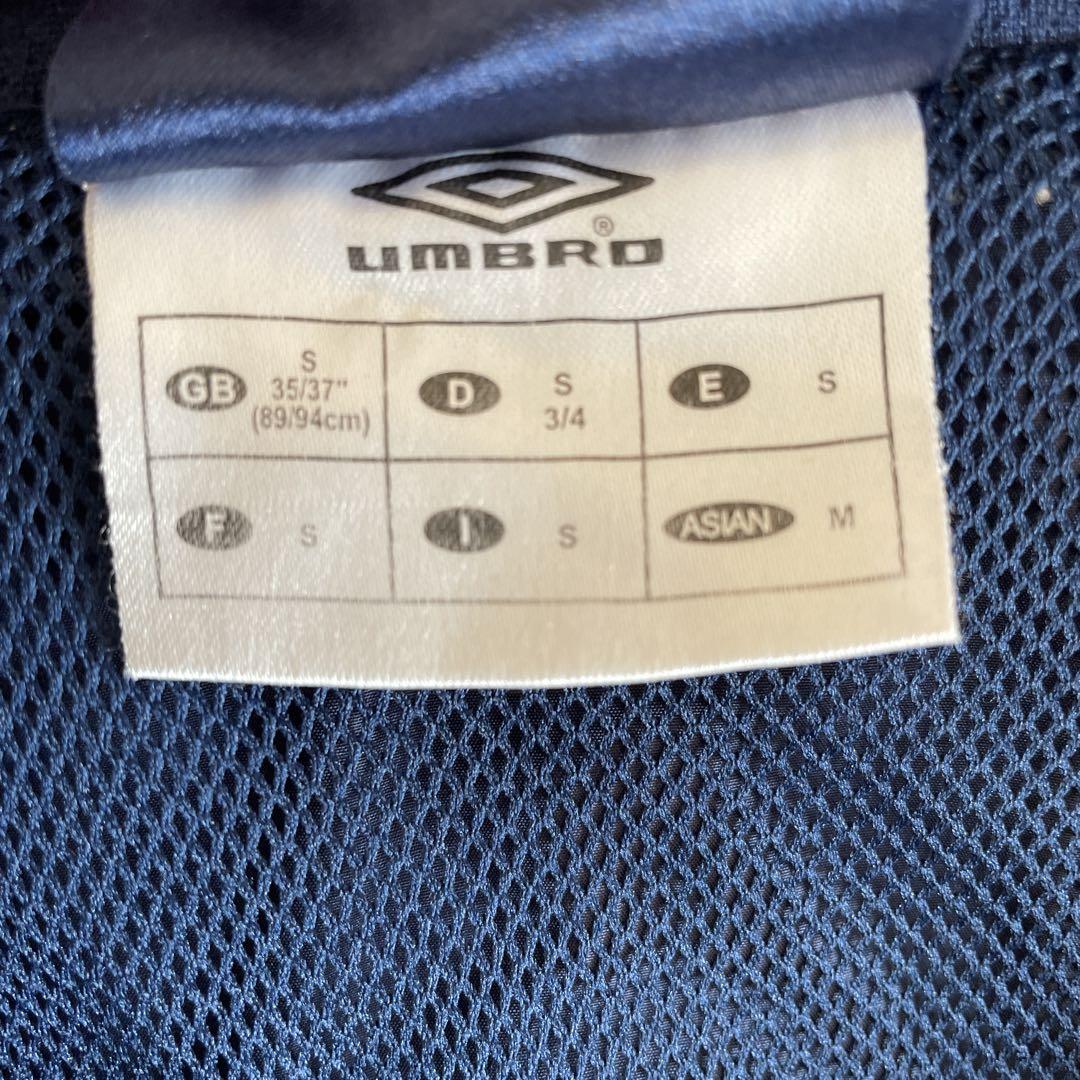 ®
UMBRO
GB S
35/37"
(89/94cm)
D S
3/4
E S
F S
I S
ASIAN M